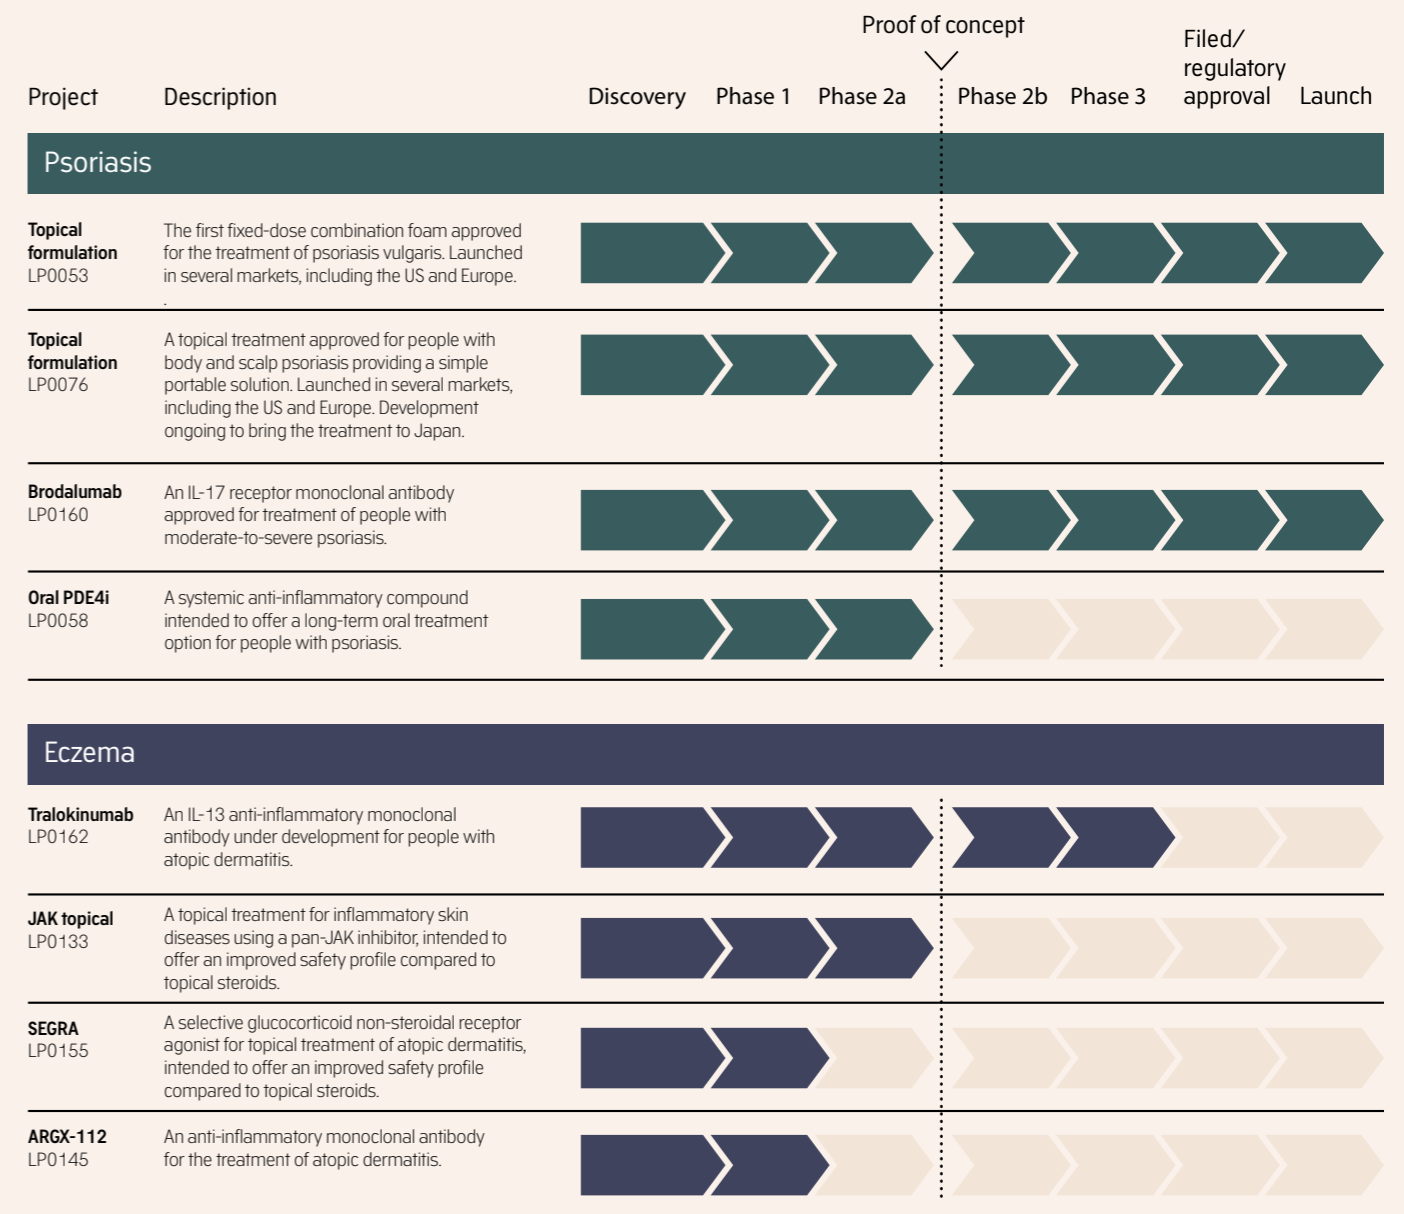 Proof of concept
Filed/
regulatory
Project Description Discovery Phase 1 Phase 2a Phase 2b Phase 3 approval Launch
Psoriasis
Topical
formulation
LP0053
The first fixed-dose combination foam approved
for the treatment of psoriasis vulgaris. Launched
in several markets, including the US and Europe.
.
Topical
formulation
LP0076
A topical treatment approved for people with
body and scalp psoriasis providing a simple
portable solution. Launched in several markets,
including the US and Europe. Development
ongoing to bring the treatment to Japan.
Brodalumab
LP0160
An IL-17 receptor monoclonal antibody
approved for treatment of people with
moderate-to-severe psoriasis.
Oral PDE4i
LP0058
A systemic anti-inflammatory compound
intended to offer a long-term oral treatment
option for people with psoriasis.
Eczema
Tralokinumab
LP0162
An IL-13 anti-inflammatory monoclonal
antibody under development for people with
atopic dermatitis.
JAK topical
LP0133
A topical treatment for inflammatory skin
diseases using a pan-JAK inhibitor, intended to
offer an improved safety profile compared to
topical steroids.
SEGRA
LP0155
A selective glucocorticoid non-steroidal receptor
agonist for topical treatment of atopic dermatitis,
intended to offer an improved safety profile
compared to topical steroids.
ARGX-112
LP0145
An anti-inflammatory monoclonal antibody
for the treatment of atopic dermatitis.